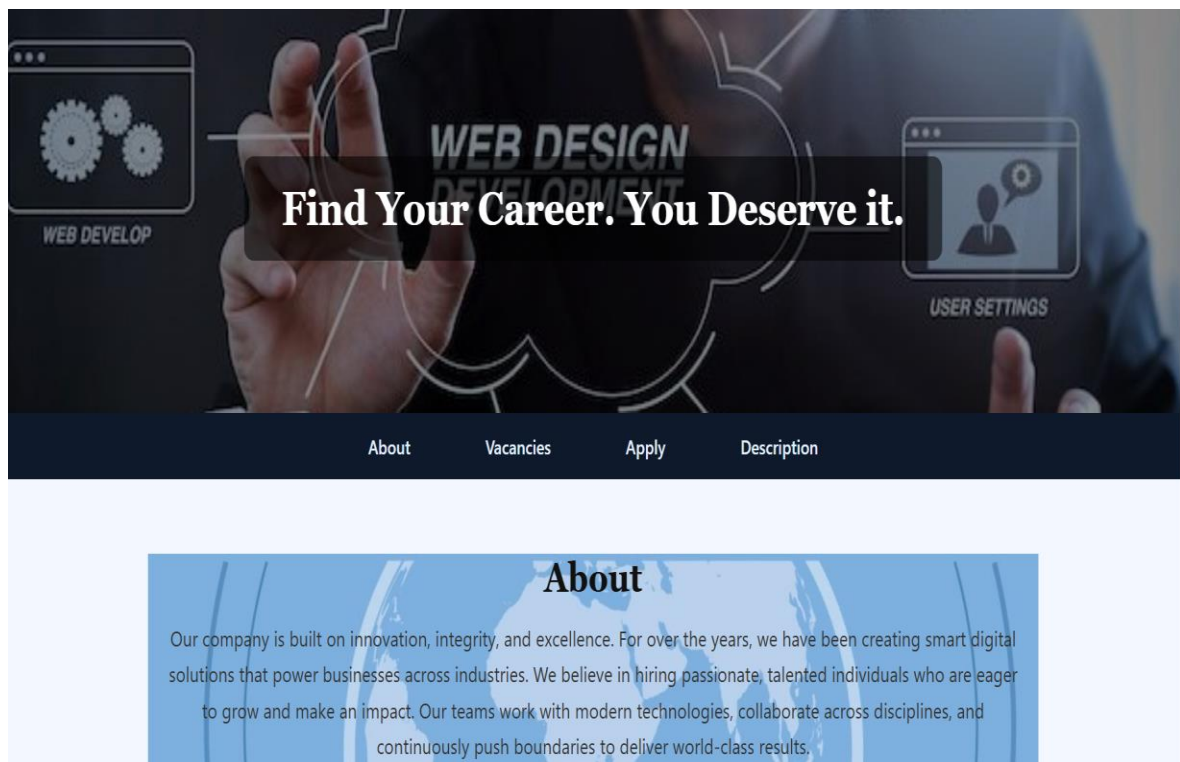 WEB DESIGN
DEVELOPMENT
Find Your Career. You Deserve it.
WEB DEVELOP
USER SETTINGS
About Vacancies Apply Description
About
Our company is built on innovation, integrity, and excellence. For over the years, we have been creating smart digital
solutions that power businesses across industries. We believe in hiring passionate, talented individuals who are eager
to grow and make an impact. Our teams work with modern technologies, collaborate across disciplines, and
continuously push boundaries to deliver world-class results.